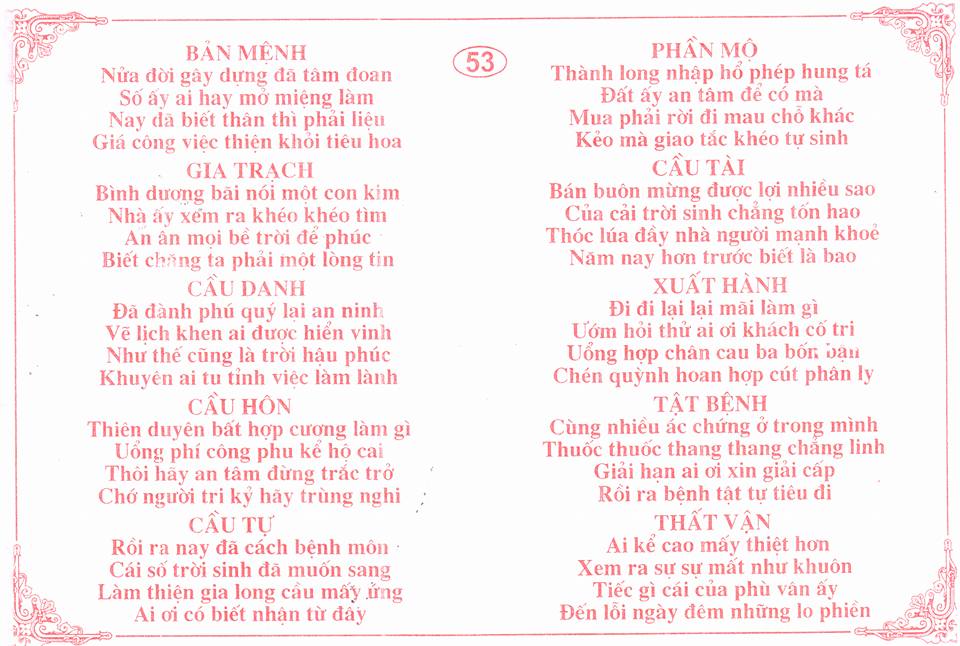 53
BẢN MỆNH
Nửa dời gây dựng đã tâm đoan
Số ấy ai hay mở miệng làm
Nay dã biết thân thì phải liệu
Giá công việc thiện khỏi tiêu hoa
GIA TRẠCH
Bình dương bãi nói một con kim
Nhà ấy xem ra khéo khéo tìm
An ân mọi bề trời để phúc
Biết chăng ta phải một lòng tin
CẦU DANH
Đã đành phú quý lại an ninh
Vẽ lịch khen ai được hiển vinh
Như thế cũng là trời hậu phúc
Khuyên ai tu tỉnh việc làm lành
CẦU HÔN
Thiên duyên bất hợp cương làm gì
Uổng phí công phu kể hộ cai
Thôi hãy an tâm đừng trắc trở
Chớ người tri kỷ hãy trùng nghi
CẦU TỰ
Rồi ra nay đã cách bệnh môn
Cái số trời sinh đã muốn sang
Làm thiện gia long cầu mấy ứng
Ai ơi có biết nhận từ đây
PHẦN MỘ
Thành long nhập hổ phép hung tá
Đất ấy an tâm để có mà
Mua phải rời đi mau chỗ khác
Kẻo mà giao tắc khéo tự sinh
CẦU TÀI
Bán buôn mừng được lợi nhiều sao
Của cải trời sinh chẳng tốn hao
Thóc lúa đầy nhà người mạnh khoẻ
Năm nay hơn trước biết là bao
XUẤT HÀNH
Đi đi lại lại mãi làm gì
Ướm hỏi thử ai ơi khách cố tri
Uổng hợp chân cau ba bốn bận
Chén quỳnh hoan hợp cút phân ly
TẬT BỆNH
Cùng nhiều ác chứng ở trong mình
Thuốc thuốc thang thang chẳng linh
Giải hạn ai ơi xin giải cấp
Rồi ra bệnh tật tự tiêu đi
THẤT VẬN
Ai kể cao mấy thiệt hơn
Xem ra sự sự mất như khuôn
Tiếc gì cái của phù vân ấy
Đến lỗi ngày đêm những lo phiền